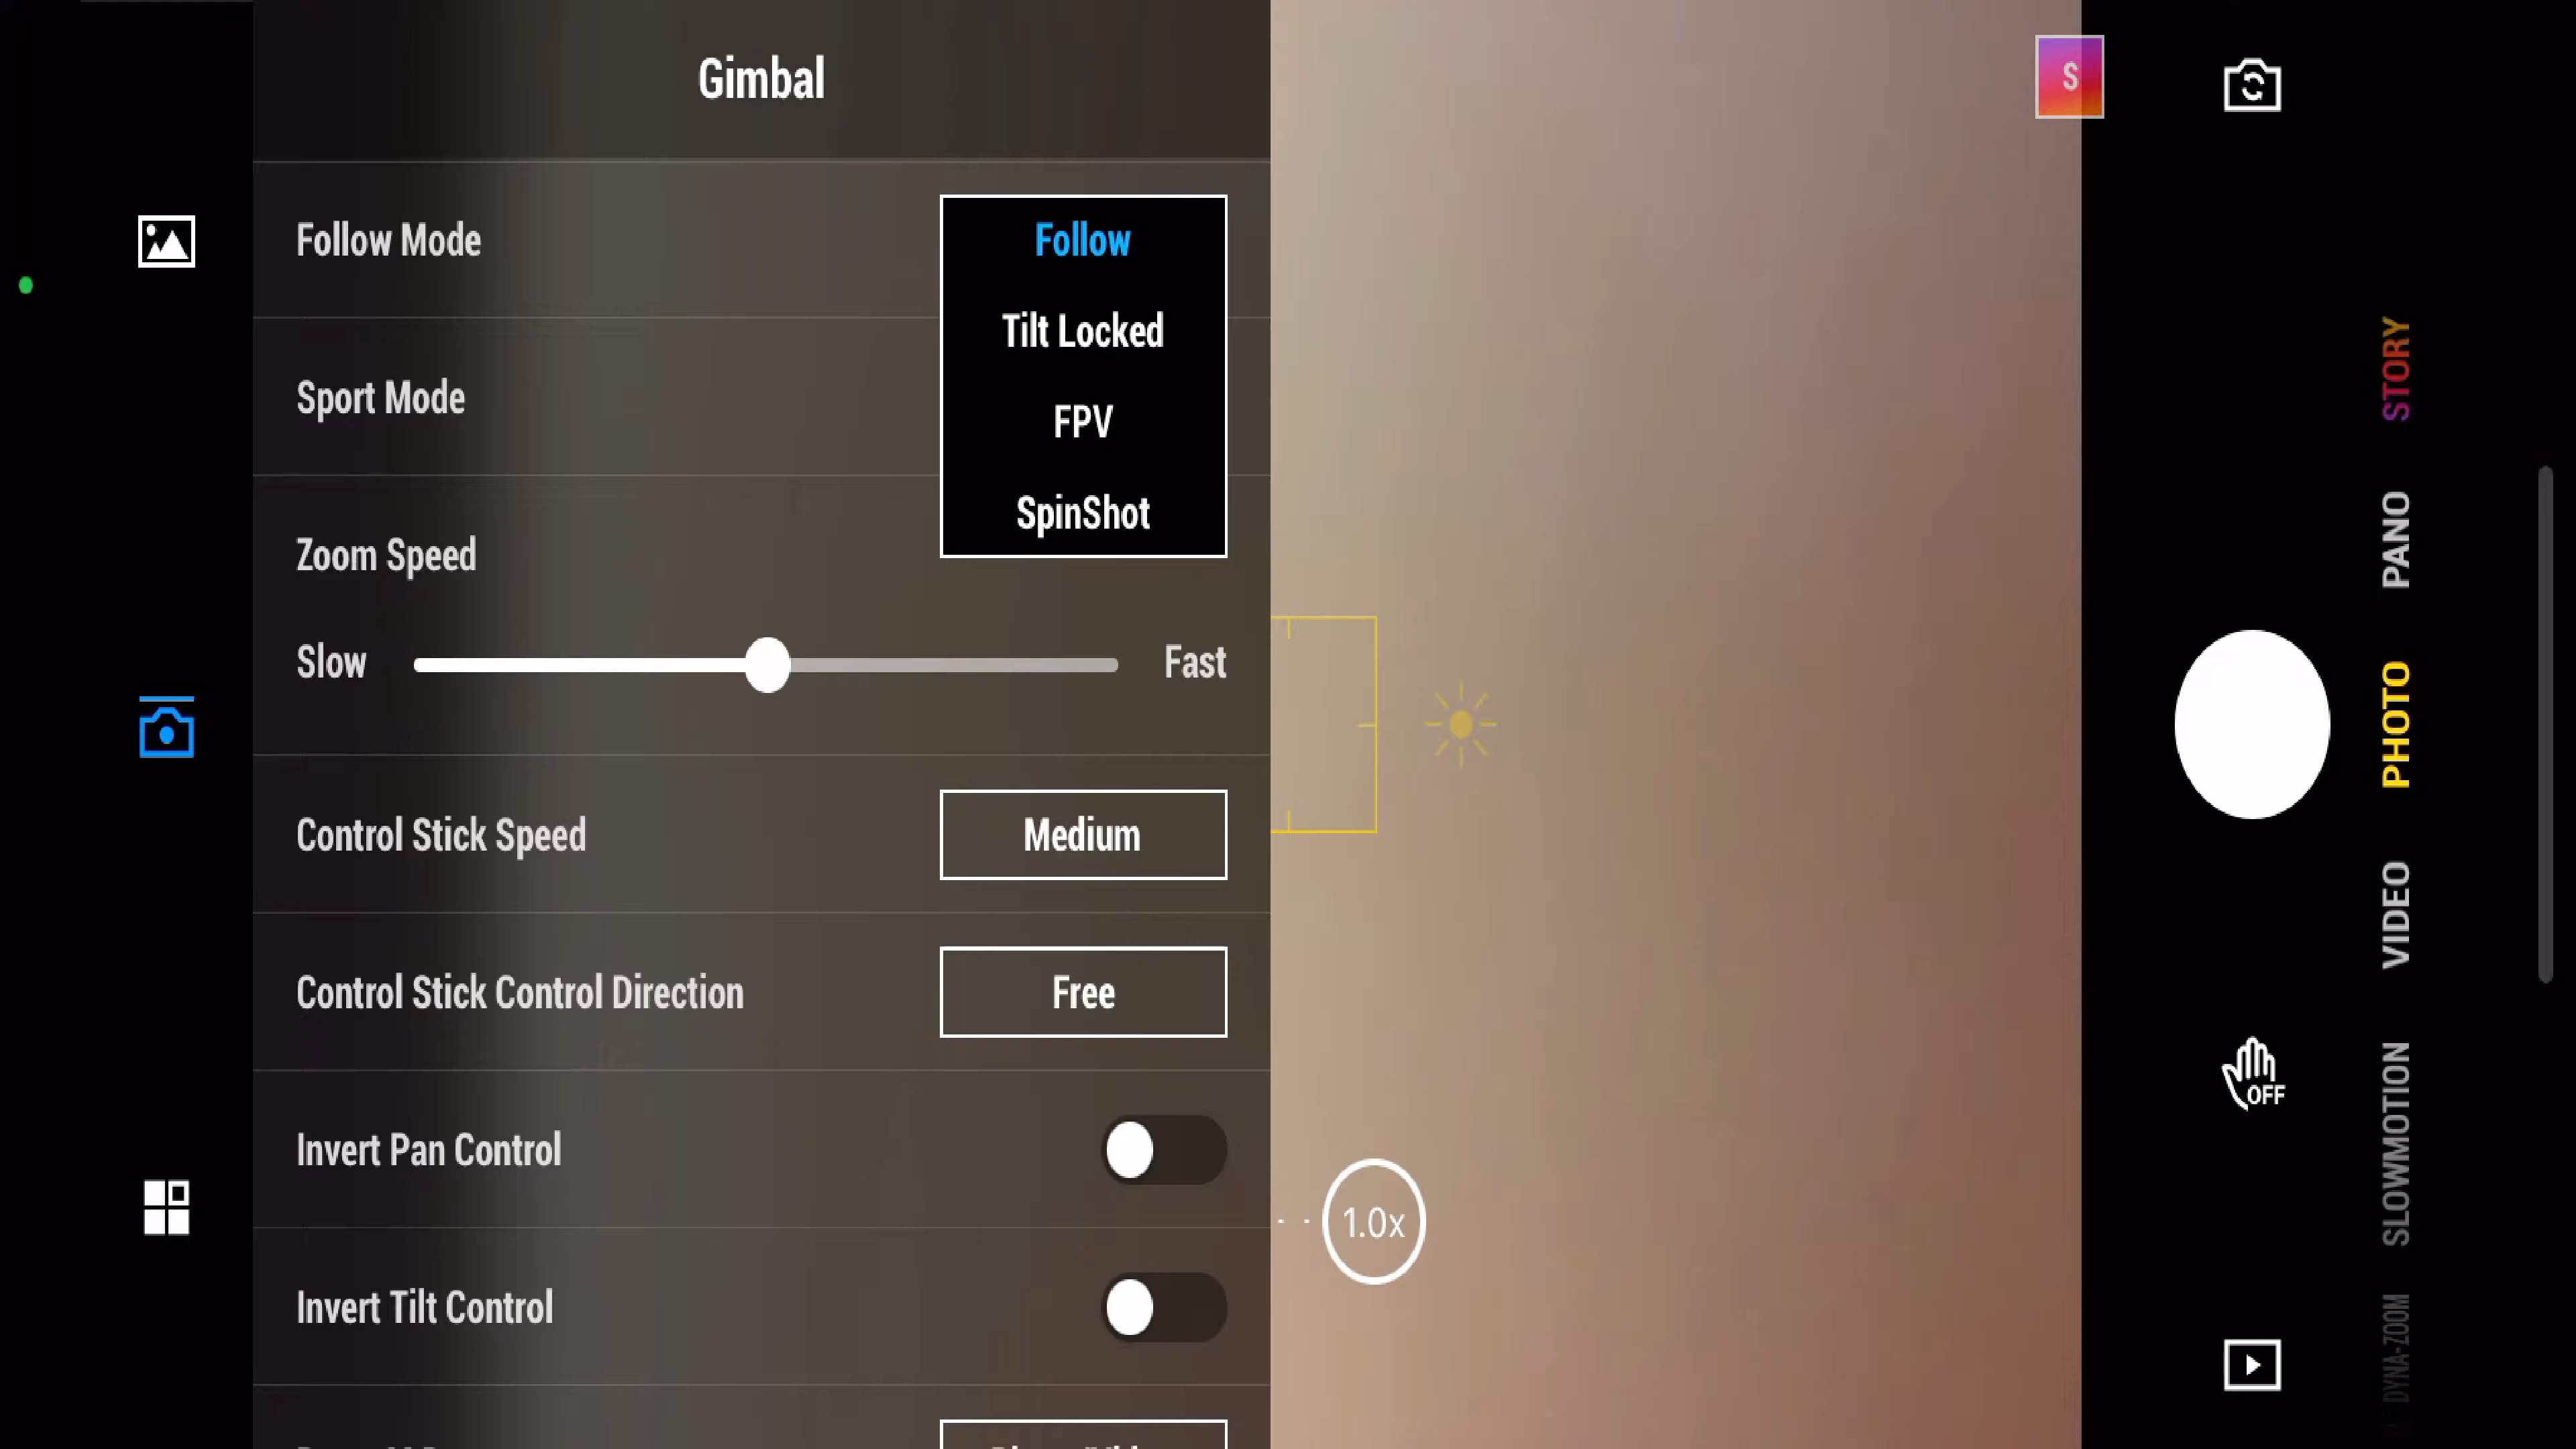 Gimbal
S
Follow Mode
Follow
Tilt Locked
FPV
SpinShot
Sport Mode
Zoom Speed
Slow
Fast
Control Stick Speed
Medium
Control Stick Control Direction
Free
Invert Pan Control
Invert Tilt Control
1.0x
STORY
PANO
PHOTO
VIDEO
SLOWMOTION
DYNA-ZOOM
OFF